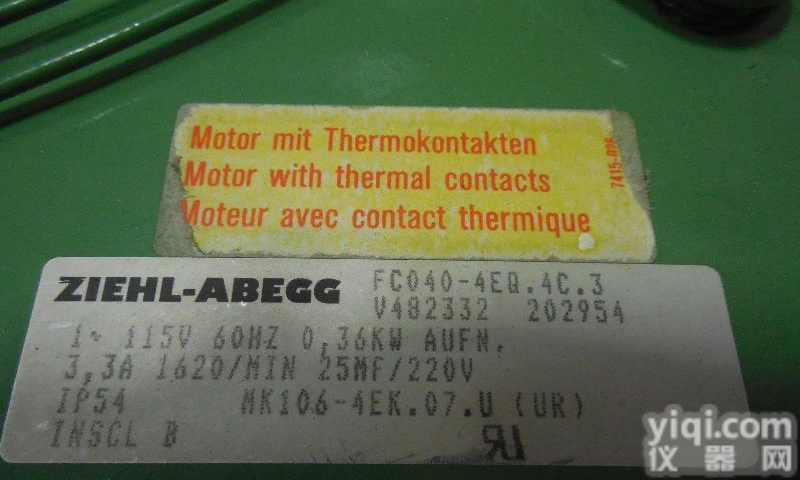 Motor mit Thermokontakten
Motor with thermal contacts
Moteur avec contact thermique
7415-026
ZIEHL-ABEGG FC040-4EQ.4C.3
V482332 202954
1~ 115V 60HZ 0,36KW AUFN.
3,3A 1620/MIN 25MF/220V
IP54 MK106-4EK.07.U (UR)
INSCL B
yiqi.com
仪器网